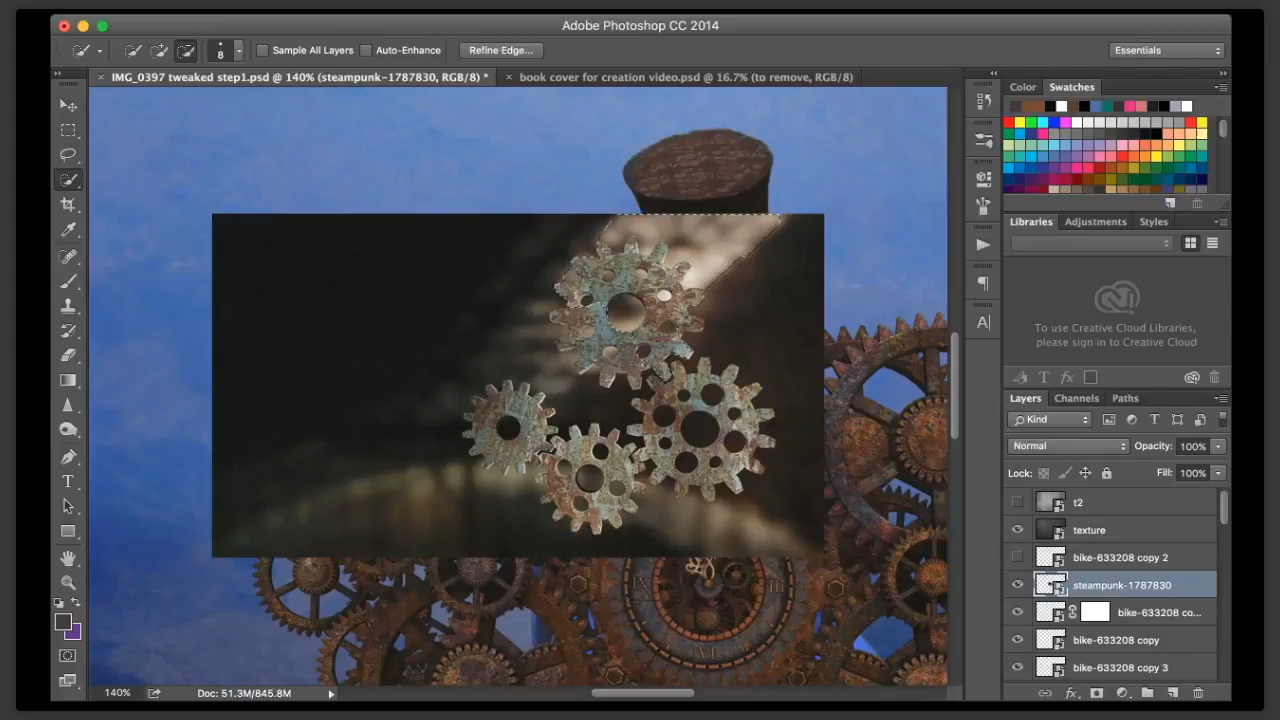 Adobe Photoshop CC 2014
8
Sample All Layers
Auto-Enhance
Refine Edge...
Essentials
IMG_0397 tweaked step1.psd @ 140% (steampunk-1787830, RGB/8) *
book cover for creation video.psd @ 16.7% (to remove, RGB/8)
Color
Swatches
Libraries
Adjustments
Styles
To use Creative Cloud Libraries,
please sign in to Creative Cloud
Layers
Channels
Paths
Kind
Normal
Opacity: 100%
Lock:
Fill: 100%
t2
texture
bike-633208 copy 2
steampunk-1787830
bike-633208 co...
bike-633208 copy
bike-633208 copy 3
IX
III
VI
140%
Doc: 51.3M/845.8M